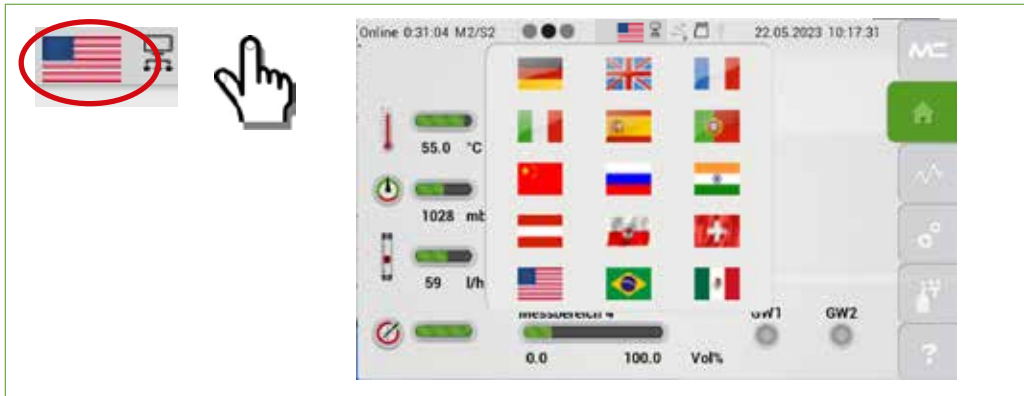 Online 0:31:04 M2/S2 22.05.2023 10:17:31
MC
55.0 °C
1028 mb
59 l/h
Messbereich 4 GW1 GW2
0.0 100.0 Vol%
?